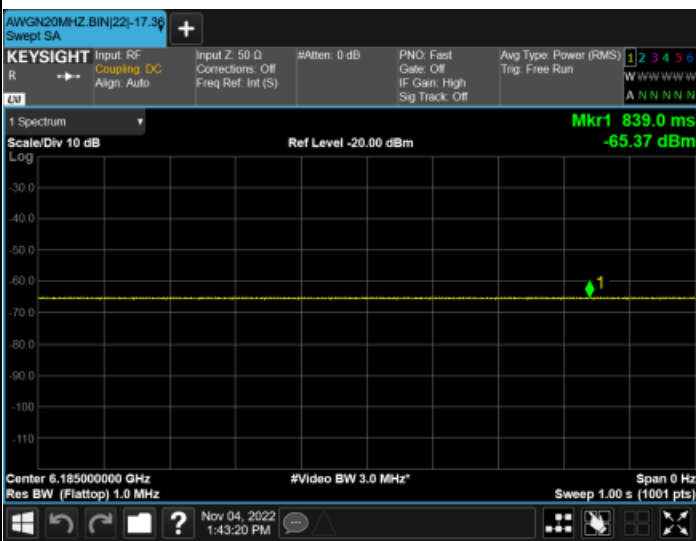 AWGN20MHZ.BIN|22|-17.36
Swept SA
KEYSIGHT
R
LXI
Input: RF
Coupling: DC
Align: Auto
Input Z: 50 Ω
Corrections: Off
Freq Ref: Int (S)
#Atten: 0 dB
PNO: Fast
Gate: Off
IF Gain: High
Sig Track: Off
Avg Type: Power (RMS)
Trig: Free Run
1 2 3 4 5 6
W W W W W W
A N N N N N
1 Spectrum
Scale/Div 10 dB
Ref Level -20.00 dBm
Mkr1 839.0 ms
-65.37 dBm
Log
-30.0
-40.0
-50.0
-60.0
-70.0
-80.0
-90.0
-100
-110
1
Center 6.185000000 GHz
Res BW (Flattop) 1.0 MHz
#Video BW 3.0 MHz*
Span 0 Hz
Sweep 1.00 s (1001 pts)
?
Nov 04, 2022
1:43:20 PM